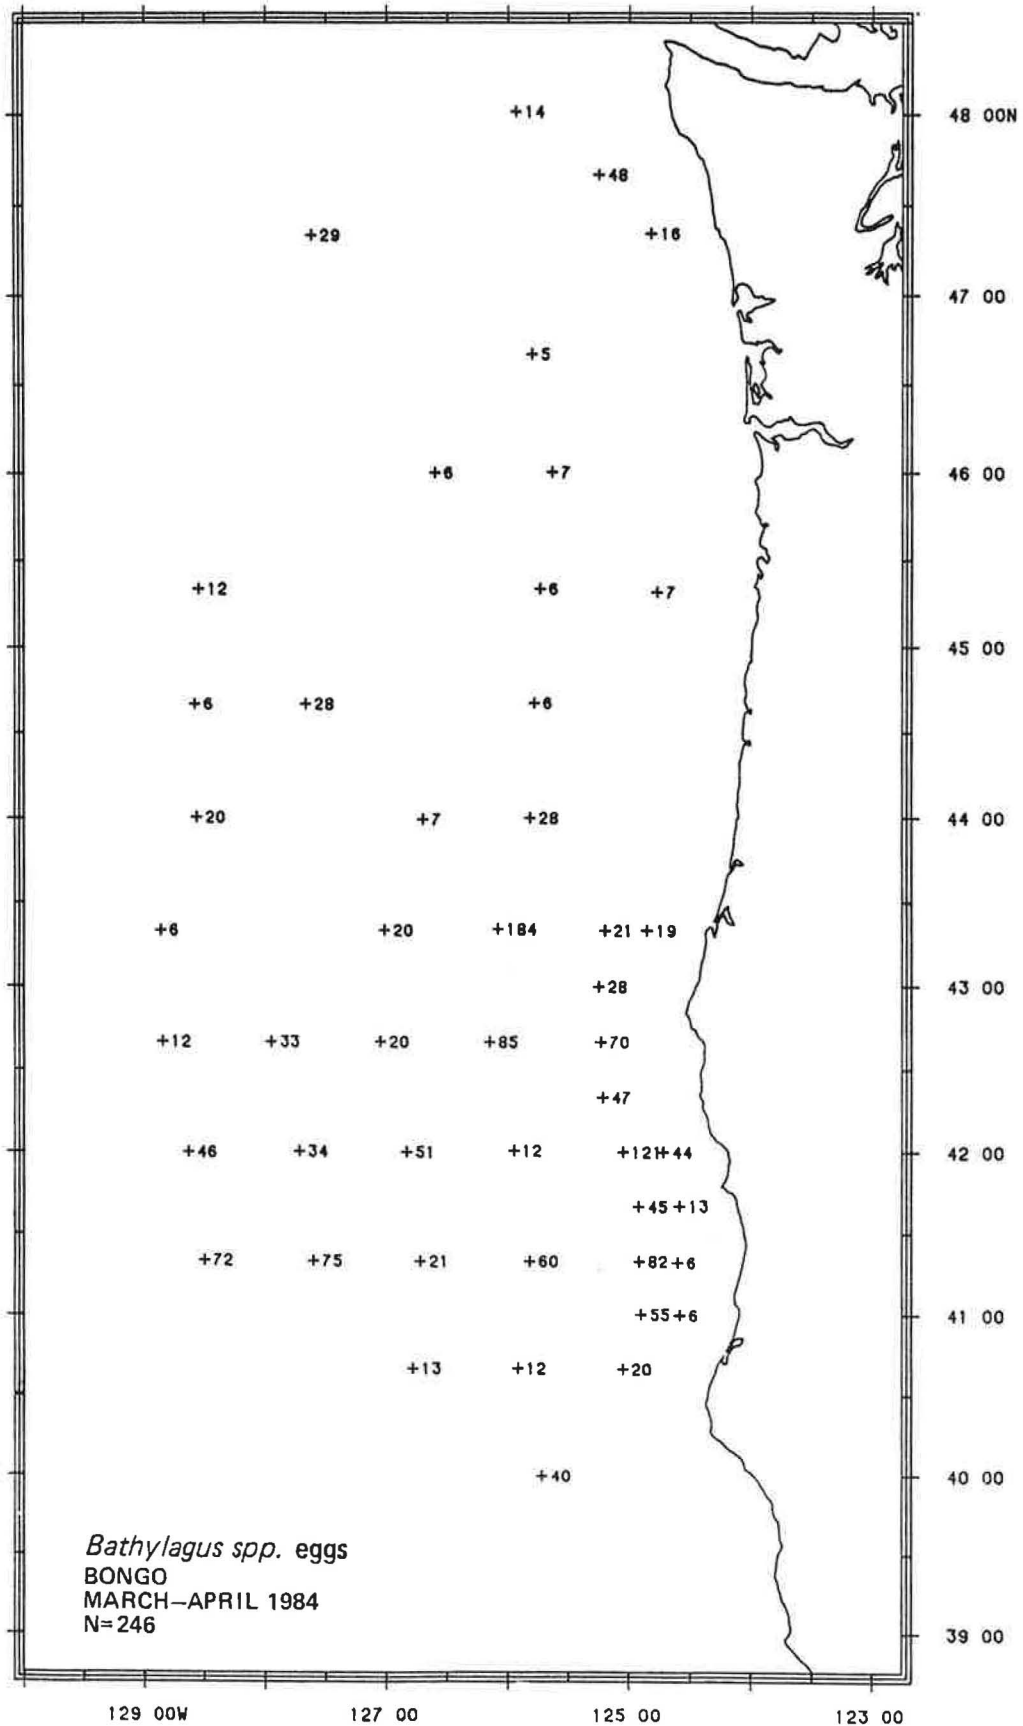 +14 48 00N
+48
+29 +16
47 00
+5
+6 +7 46 00
+12 +6 +7
45 00
+6 +28 +6
+20 +7 +28 44 00
+6 +20 +184 +21 +19
+28 43 00
+12 +33 +20 +85 +70
+47
+46 +34 +51 +12 +121+44 42 00
+45 +13
+72 +75 +21 +60 +82 +6
+55 +6 41 00
+13 +12 +20
+40 40 00
Bathylagus spp. eggs
BONGO
MARCH–APRIL 1984
N=246
39 00
129 00W 127 00 125 00 123 00